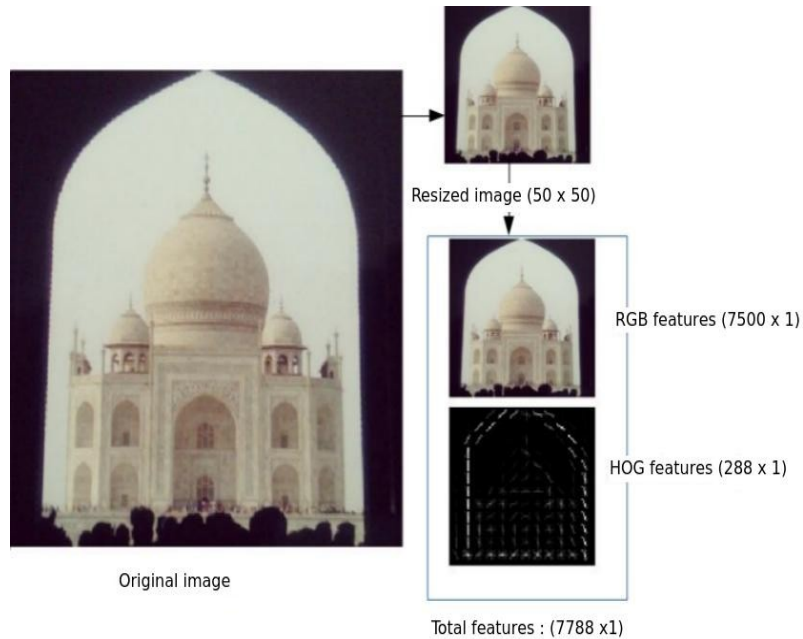 Resized image (50 x 50)
RGB features (7500 x 1)
HOG features (288 x 1)
Original image
Total features : (7788 x1)